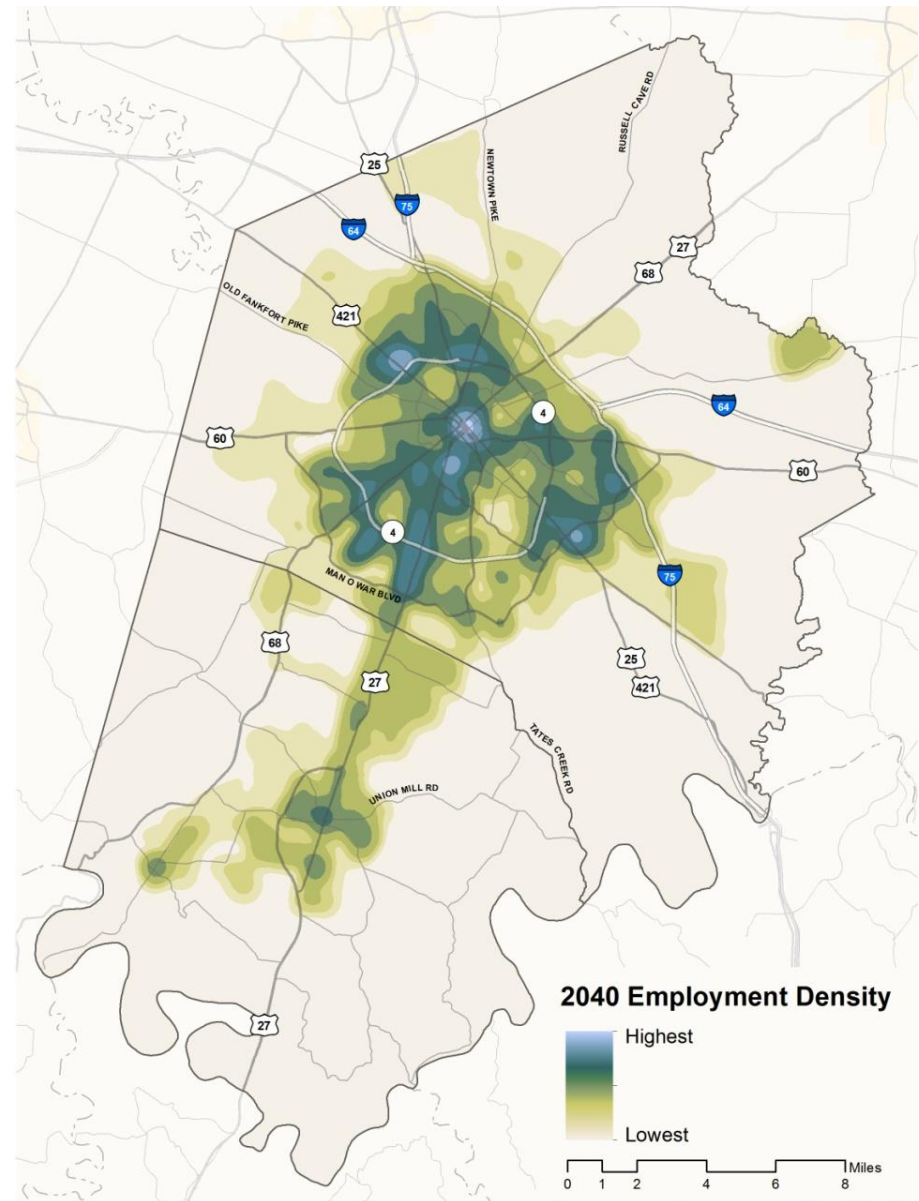 RUSSELL CAVE RD
25
NEWTOWN PIKE
75
64
27
68
OLD FANKFORT PIKE
421
64
4
60
60
4
MAN O WAR BLVD
75
68
25
27
421
TATES CREEK RD
UNION MILL RD
27
2040 Employment Density
Highest
Lowest
Miles
0 1 2 4 6 8